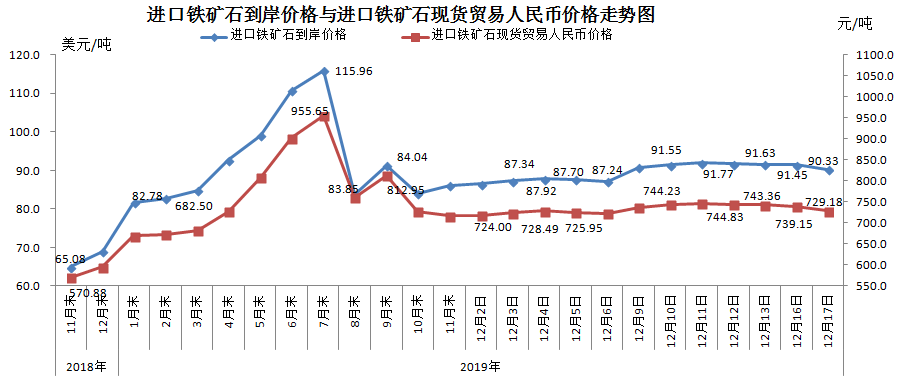 进口铁矿石到岸价格与进口铁矿石现货贸易人民币价格走势图
美元/吨
元/吨
进口铁矿石到岸价格
进口铁矿石现货贸易人民币价格
120.0
110.0
100.0
90.0
80.0
70.0
60.0
1100.0
1050.0
1000.0
950.0
900.0
850.0
800.0
750.0
700.0
650.0
600.0
550.0
65.08
82.78
115.96
83.85
84.04
87.34
87.92
87.70
87.24
91.55
91.77
91.63
91.45
90.33
570.88
682.50
955.65
812.95
724.00
728.49
725.95
744.23
744.83
743.36
739.15
729.18
11月末
12月末
1月末
2月末
3月末
4月末
5月末
6月末
7月末
8月末
9月末
10月末
11月末
12月2日
12月3日
12月4日
12月5日
12月6日
12月9日
12月10日
12月11日
12月12日
12月13日
12月16日
12月17日
2018年
2019年